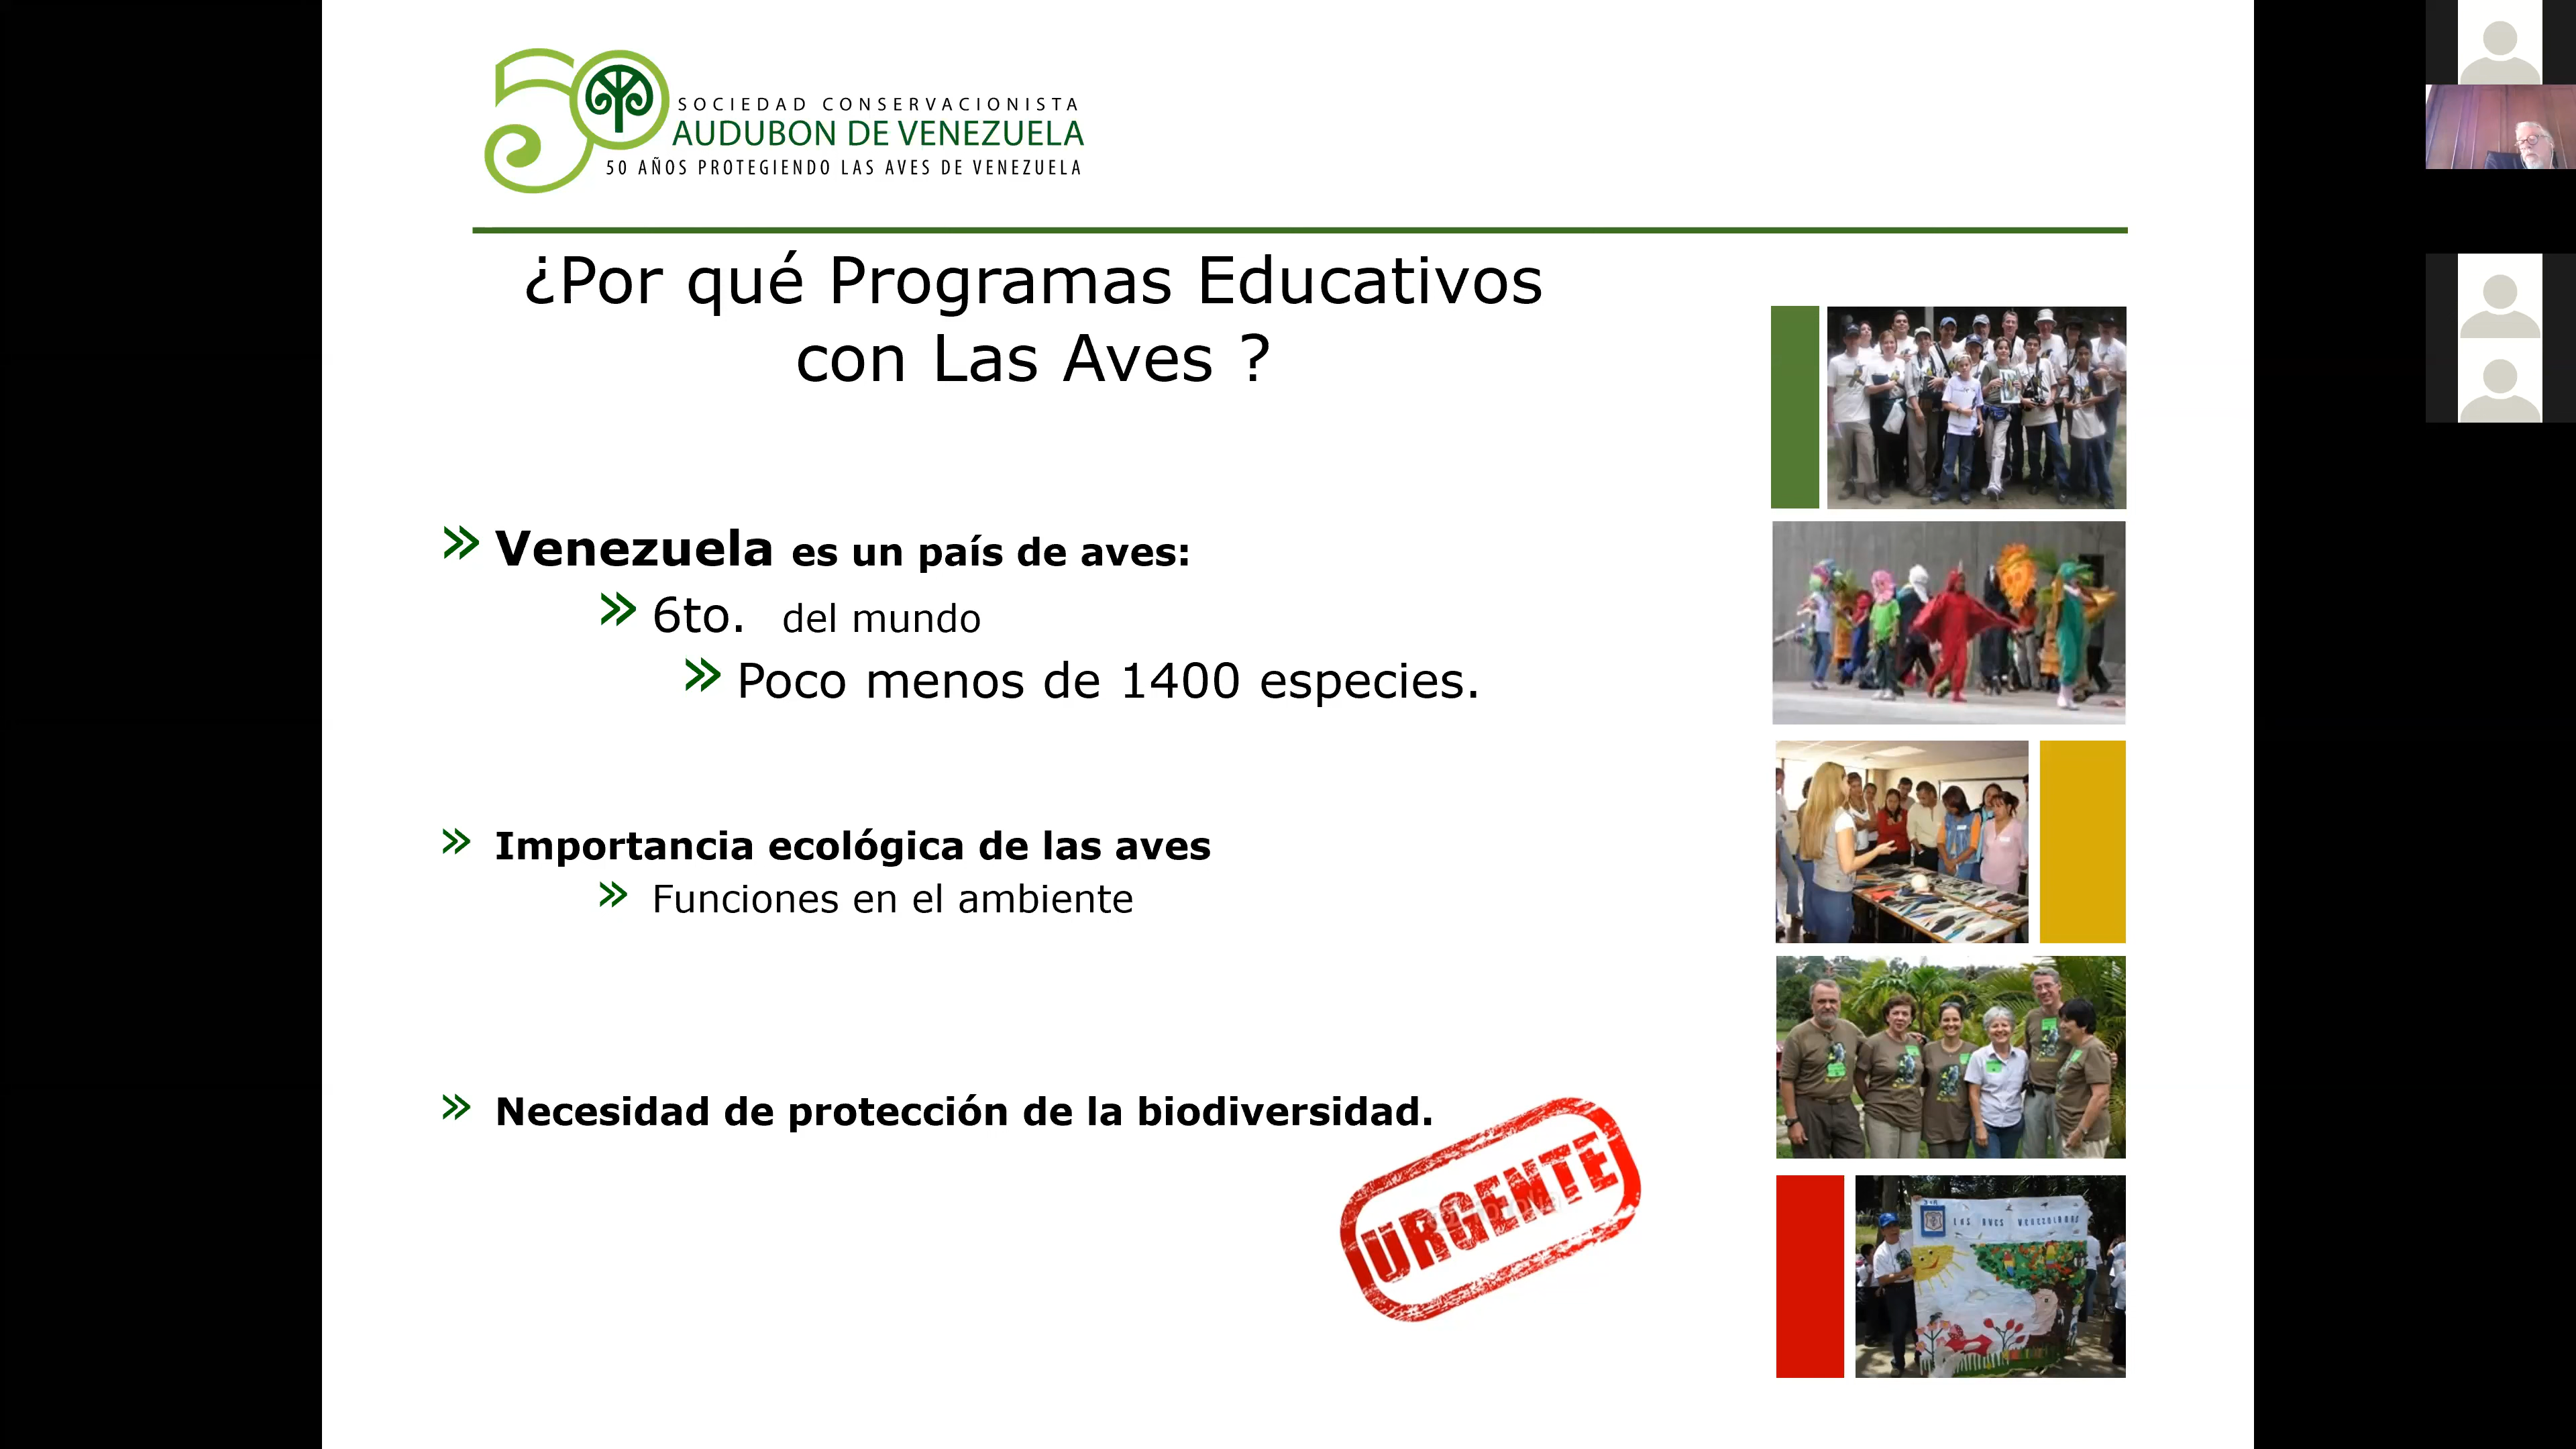 50
SOCIEDAD CONSERVACIONISTA
AUDUBON DE VENEZUELA
50 AÑOS PROTEGIENDO LAS AVES DE VENEZUELA
¿Por qué Programas Educativos
con Las Aves ?
» Venezuela es un país de aves:
» 6to. del mundo
» Poco menos de 1400 especies.
» Importancia ecológica de las aves
» Funciones en el ambiente
» Necesidad de protección de la biodiversidad.
URGENTE
LAS AVES VENEZOLANAS